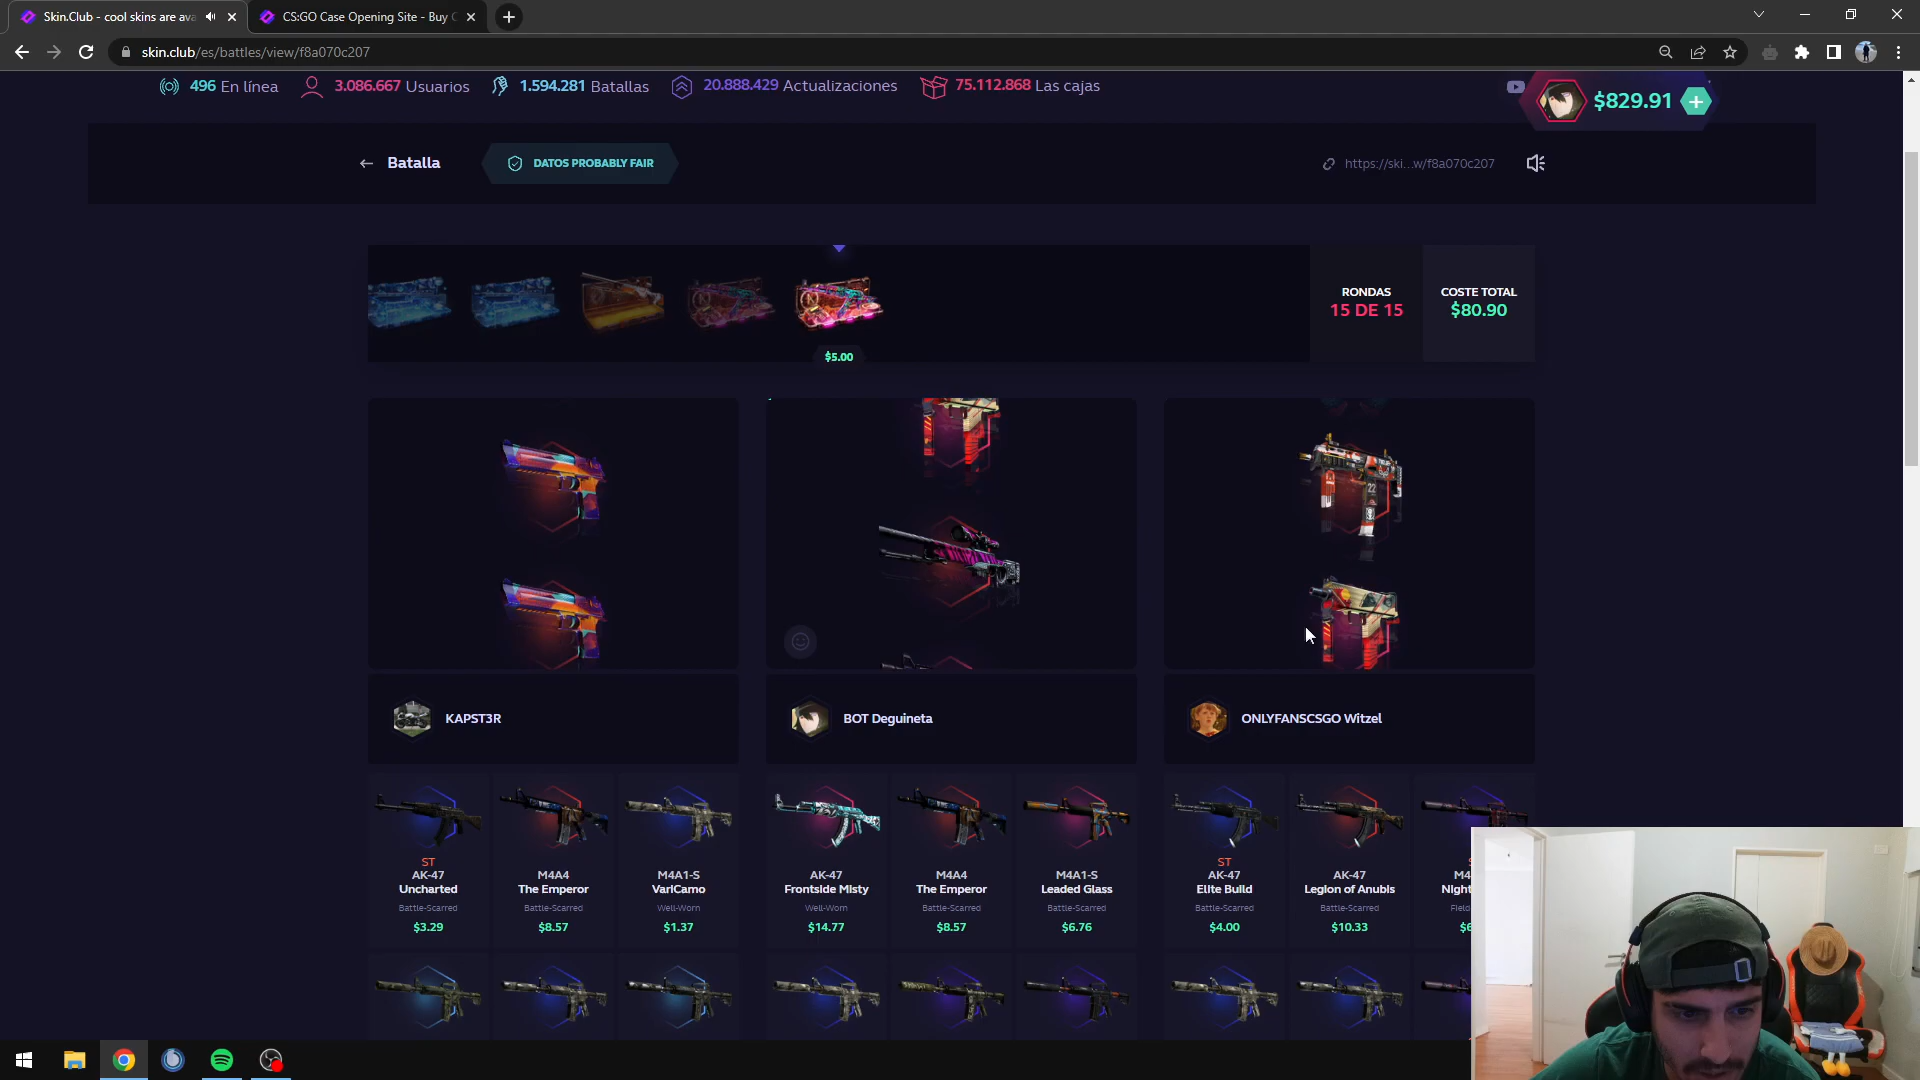 Skin.Club - cool skins are ava
CS:GO Case Opening Site - Buy C
skin.club/es/battles/view/f8a070c207
496 En línea
3.086.667 Usuarios
1.594.281 Batallas
20.888.429 Actualizaciones
75.112.868 Las cajas
$829.91
Batalla
DATOS PROBABLY FAIR
https://ski...w/f8a070c207
RONDAS
15 DE 15
COSTE TOTAL
$80.90
$5.00
KAPST3R
BOT Deguineta
ONLYFANSCSGO Witzel
ST
AK-47
Uncharted
Battle-Scarred
$3.29
M4A4
The Emperor
Battle-Scarred
$8.57
M4A1-S
VariCamo
Well-Worn
$1.37
AK-47
Frontside Misty
Well-Worn
$14.77
M4A4
The Emperor
Battle-Scarred
$8.57
M4A1-S
Leaded Glass
Battle-Scarred
$6.76
ST
AK-47
Elite Build
Battle-Scarred
$4.00
AK-47
Legion of Anubis
Battle-Scarred
$10.33
M4
Night
Field